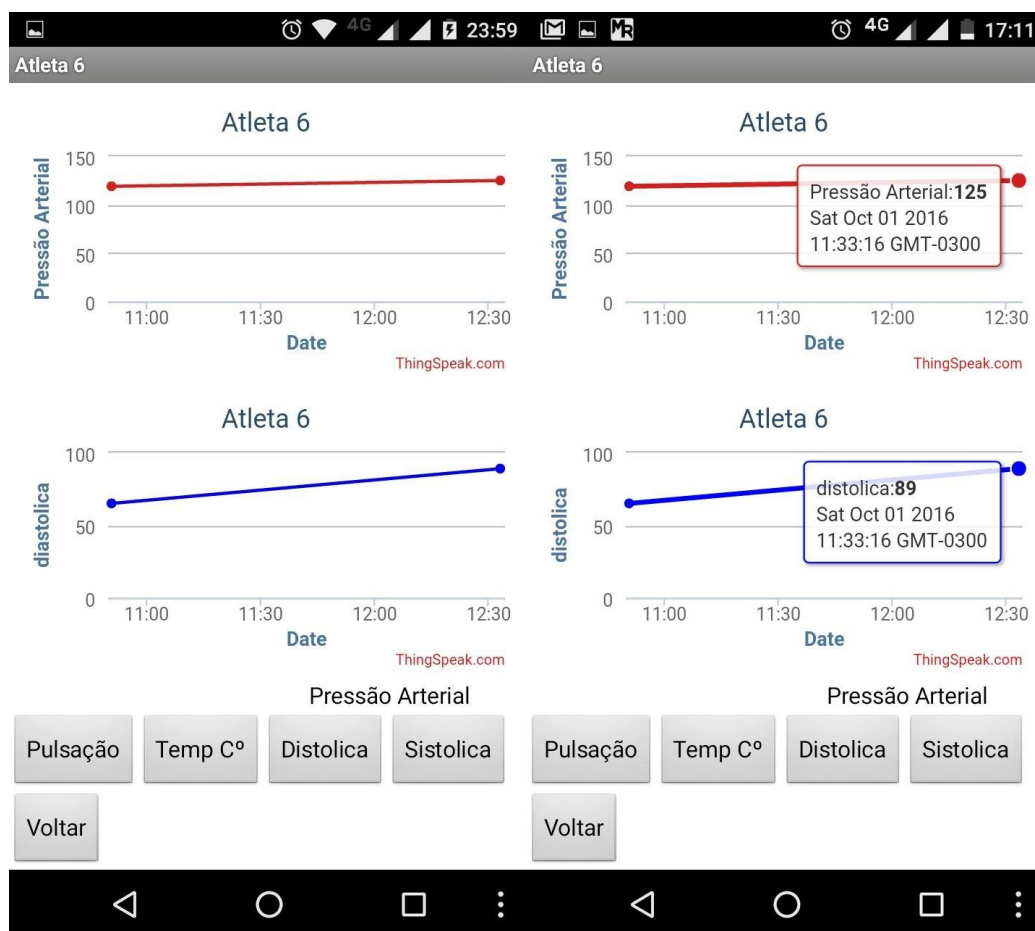 4G 23:59
Atleta 6
Atleta 6
Pressão Arterial
150
100
50
0
11:00 11:30 12:00 12:30
Date
ThingSpeak.com
Atleta 6
diastolica
100
50
0
11:00 11:30 12:00 12:30
Date
ThingSpeak.com
Pressão Arterial
Pulsação Temp Cº Distolica Sistolica
Voltar
MR 4G 17:11
Atleta 6
Atleta 6
Pressão Arterial
150
100
50
0
Pressão Arterial:125
Sat Oct 01 2016
11:33:16 GMT-0300
11:00 11:30 12:00 12:30
Date
ThingSpeak.com
Atleta 6
distolica
100
50
0
distolica:89
Sat Oct 01 2016
11:33:16 GMT-0300
11:00 11:30 12:00 12:30
Date
ThingSpeak.com
Pressão Arterial
Pulsação Temp Cº Distolica Sistolica
Voltar